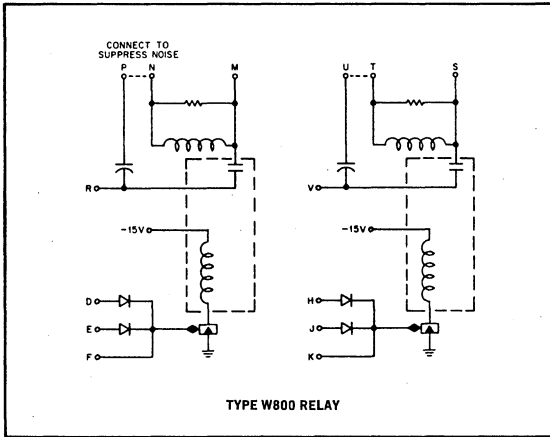 CONNECT TO
SUPPRESS NOISE
P N M U T S
R V
-15V -15V
D H
E J
F K
TYPE W800 RELAY